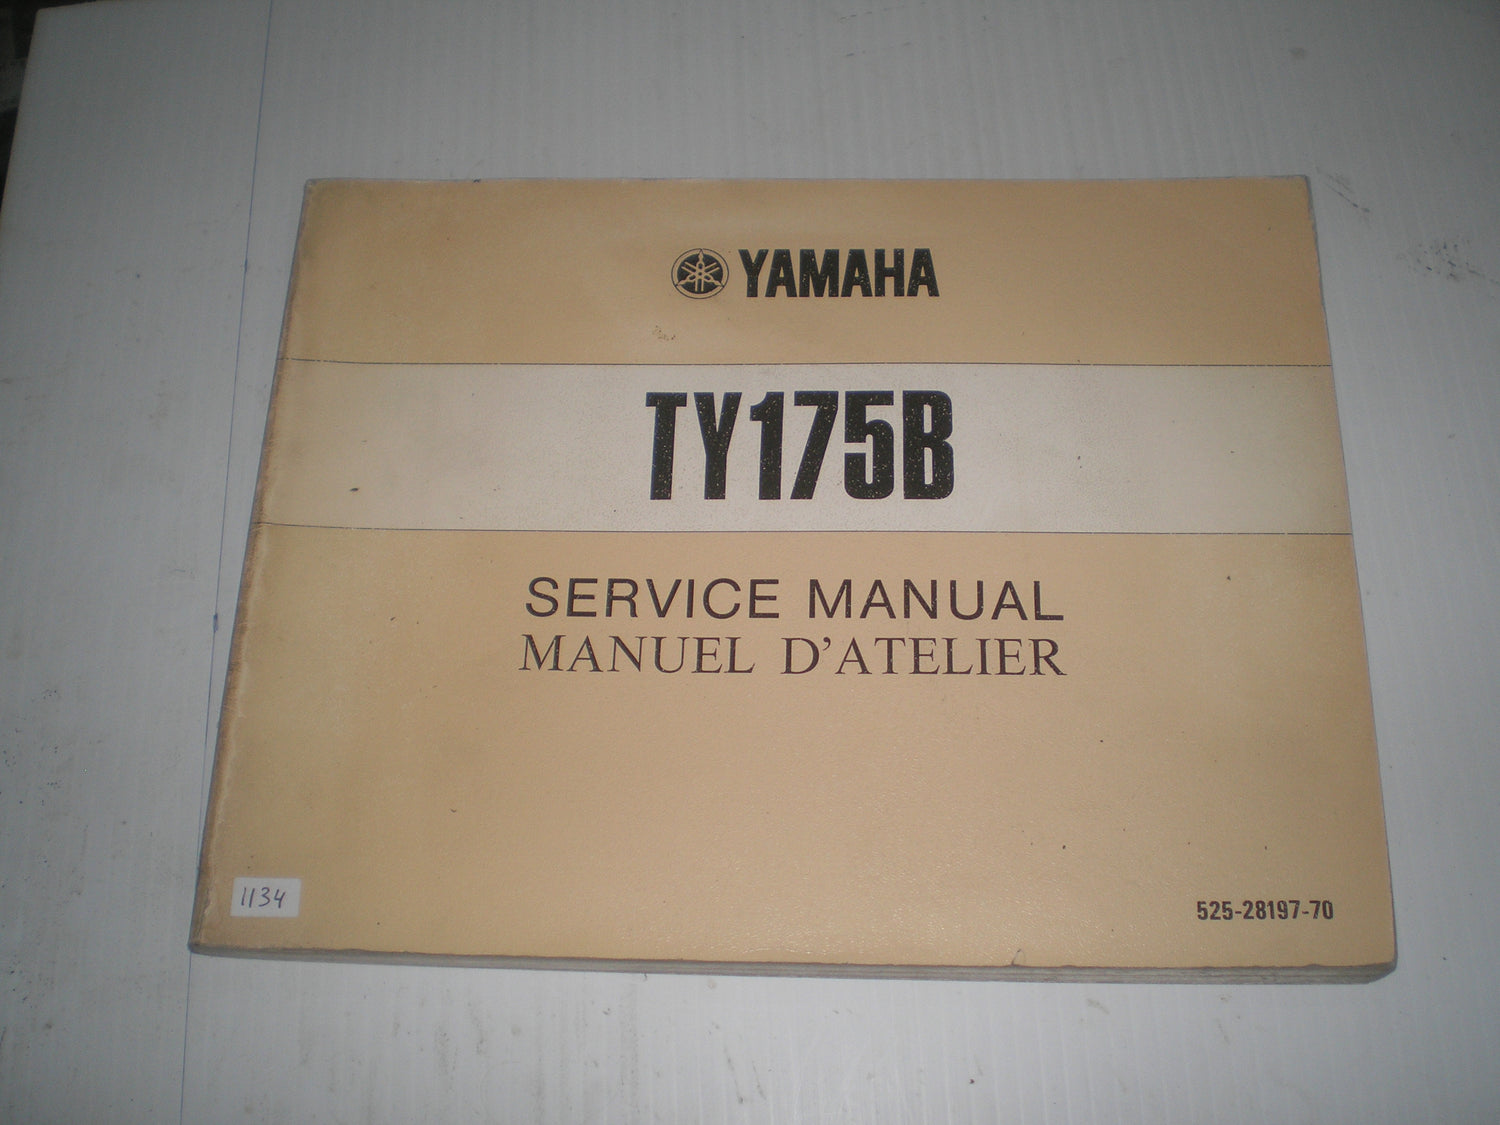 YAMAHA
TY175B
SERVICE MANUAL
MANUEL D'ATELIER
1134
525-28197-70